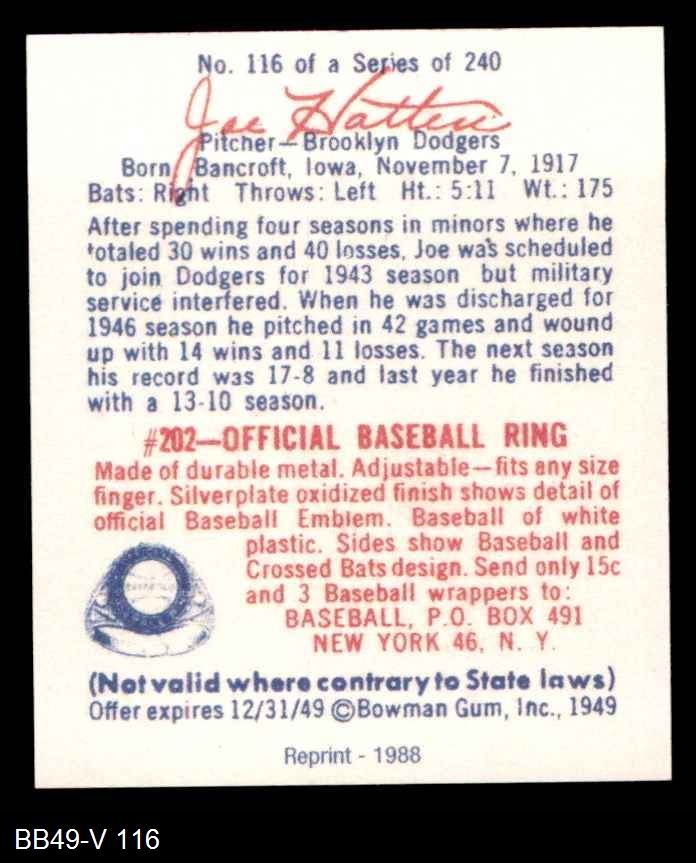 No. 116 of a Series of 240
Joe Hatten
Pitcher—Brooklyn Dodgers
Born Bancroft, Iowa, November 7, 1917
Bats: Right Throws: Left Ht.: 5:11 Wt.: 175
After spending four seasons in minors where he
totaled 30 wins and 40 losses, Joe was scheduled
to join Dodgers for 1943 season but military
service interfered. When he was discharged for
1946 season he pitched in 42 games and wound
up with 14 wins and 11 losses. The next season
his record was 17-8 and last year he finished
with a 13-10 season.
#202—OFFICIAL BASEBALL RING
Made of durable metal. Adjustable—fits any size
finger. Silverplate oxidized finish shows detail of
official Baseball Emblem. Baseball of white
plastic. Sides show Baseball and
Crossed Bats design. Send only 15c
and 3 Baseball wrappers to:
BASEBALL, P.O. BOX 491
NEW YORK 46, N. Y.
(Not valid where contrary to State laws)
Offer expires 12/31/49 ©Bowman Gum, Inc., 1949
Reprint - 1988
BB49-V 116